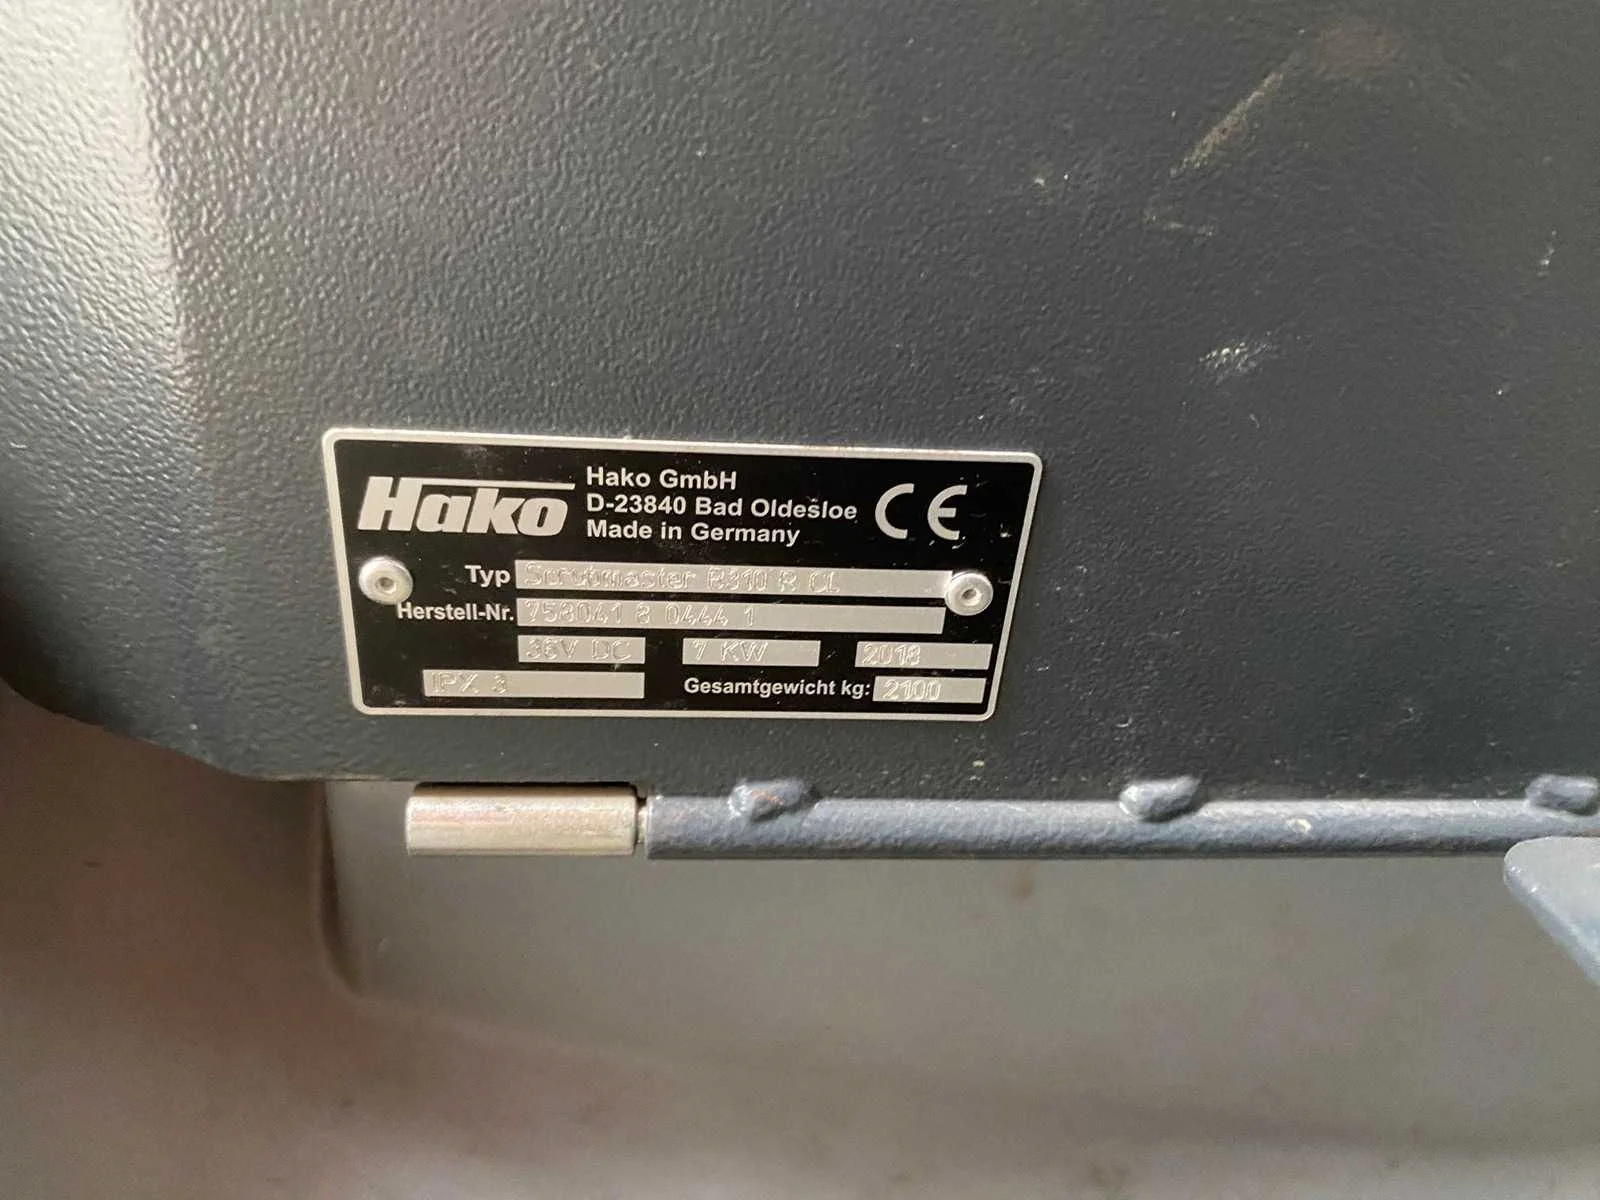 Hako
Hako GmbH
D-23840 Bad Oldesloe
Made in Germany
CE
Typ Scrubmaster B310 R CL
Herstell-Nr. 758041 8 0444 1
36V DC 7 KW 2018
IPX 3 Gesamtgewicht kg: 2100